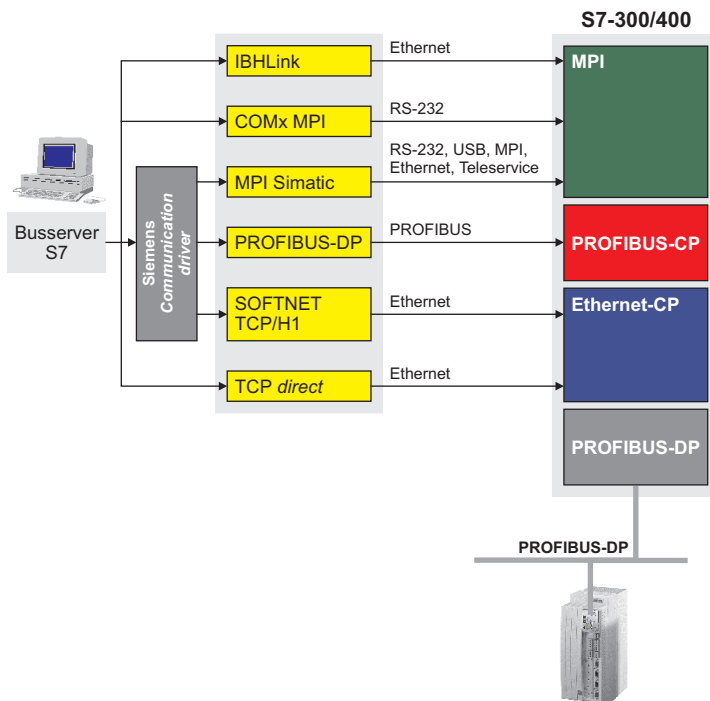 S7-300/400
IBHLink
Ethernet
MPI
COMx MPI
RS-232
MPI Simatic
RS-232, USB, MPI,
Ethernet, Teleservice
Busserver
S7
Siemens
Communication
driver
PROFIBUS-DP
PROFIBUS
PROFIBUS-CP
SOFTNET
TCP/H1
Ethernet
Ethernet-CP
TCP direct
Ethernet
PROFIBUS-DP
PROFIBUS-DP